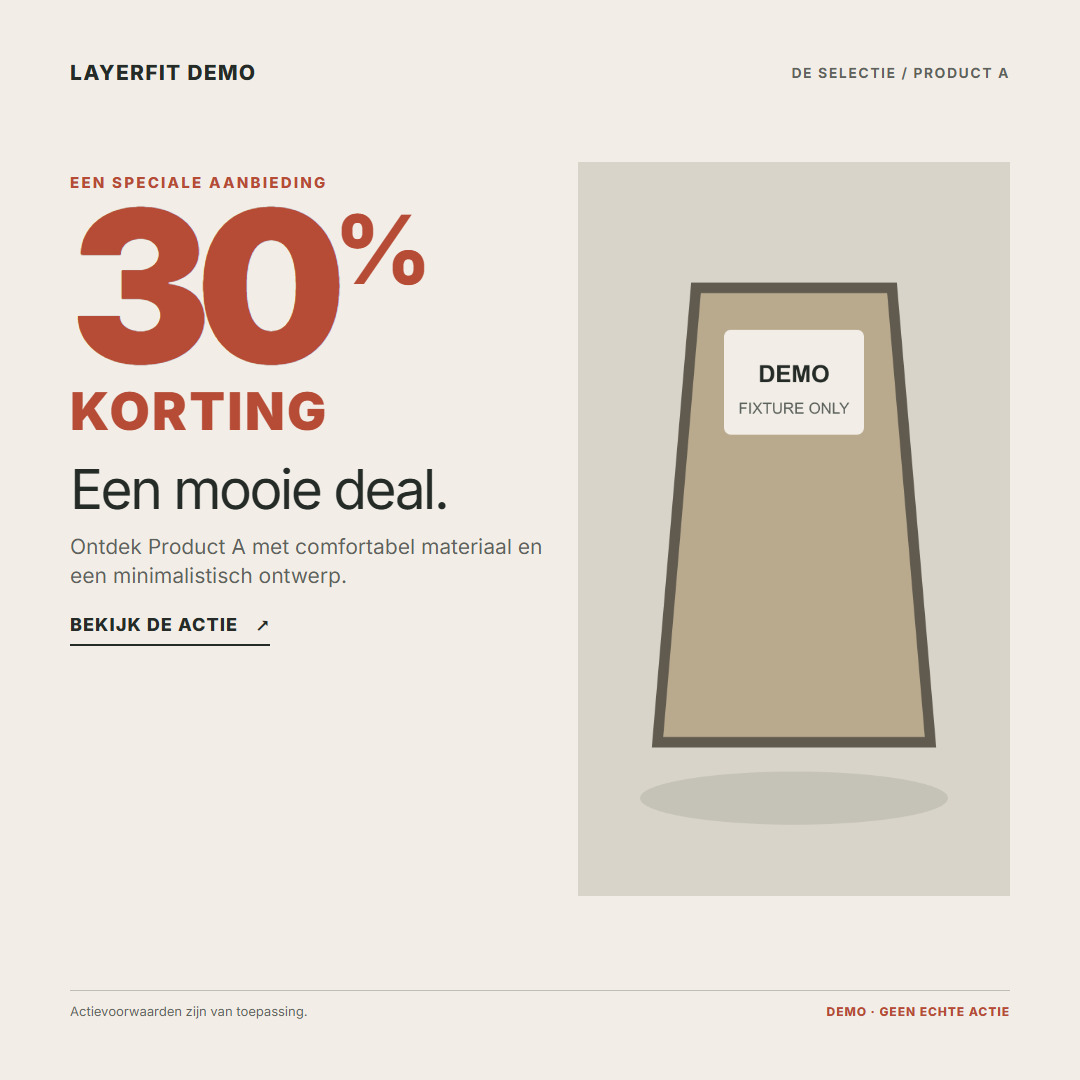 LAYERFIT DEMO
DE SELECTIE / PRODUCT A
EEN SPECIALE AANBIEDING
30%
KORTING
Een mooie deal.
Ontdek Product A met comfortabel materiaal en
een minimalistisch ontwerp.
BEKIJK DE ACTIE ↗
DEMO
FIXTURE ONLY
Actievoorwaarden zijn van toepassing.
DEMO · GEEN ECHTE ACTIE